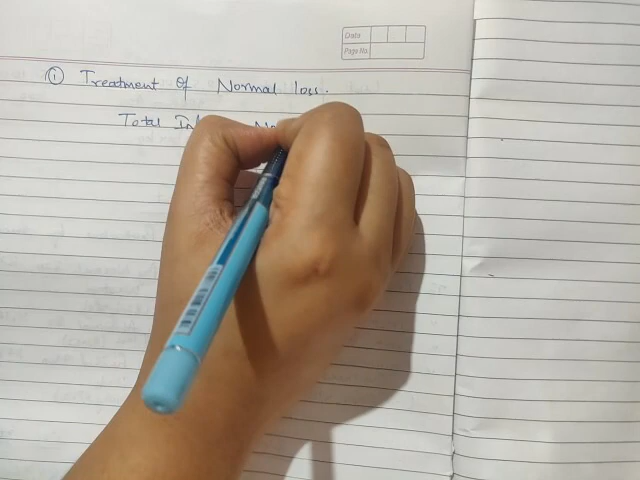 Date
Page No.
① Treatment of Normal loss.
Total